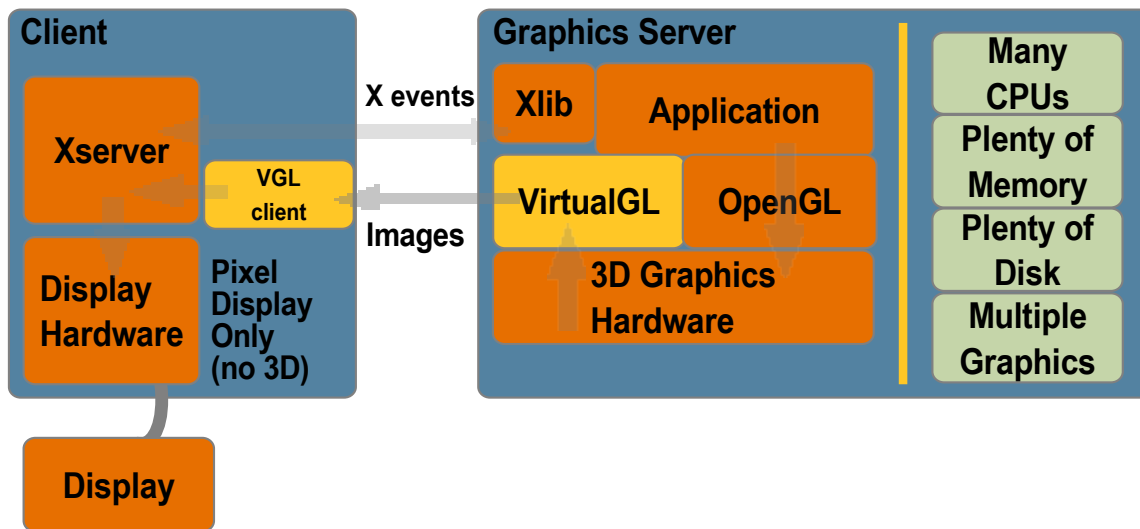 Client
Xserver
VGL
client
Display
Hardware
Pixel
Display
Only
(no 3D)
Display
X events
Images
Graphics Server
Xlib
Application
VirtualGL
OpenGL
3D Graphics
Hardware
Many
CPUs
Plenty of
Memory
Plenty of
Disk
Multiple
Graphics